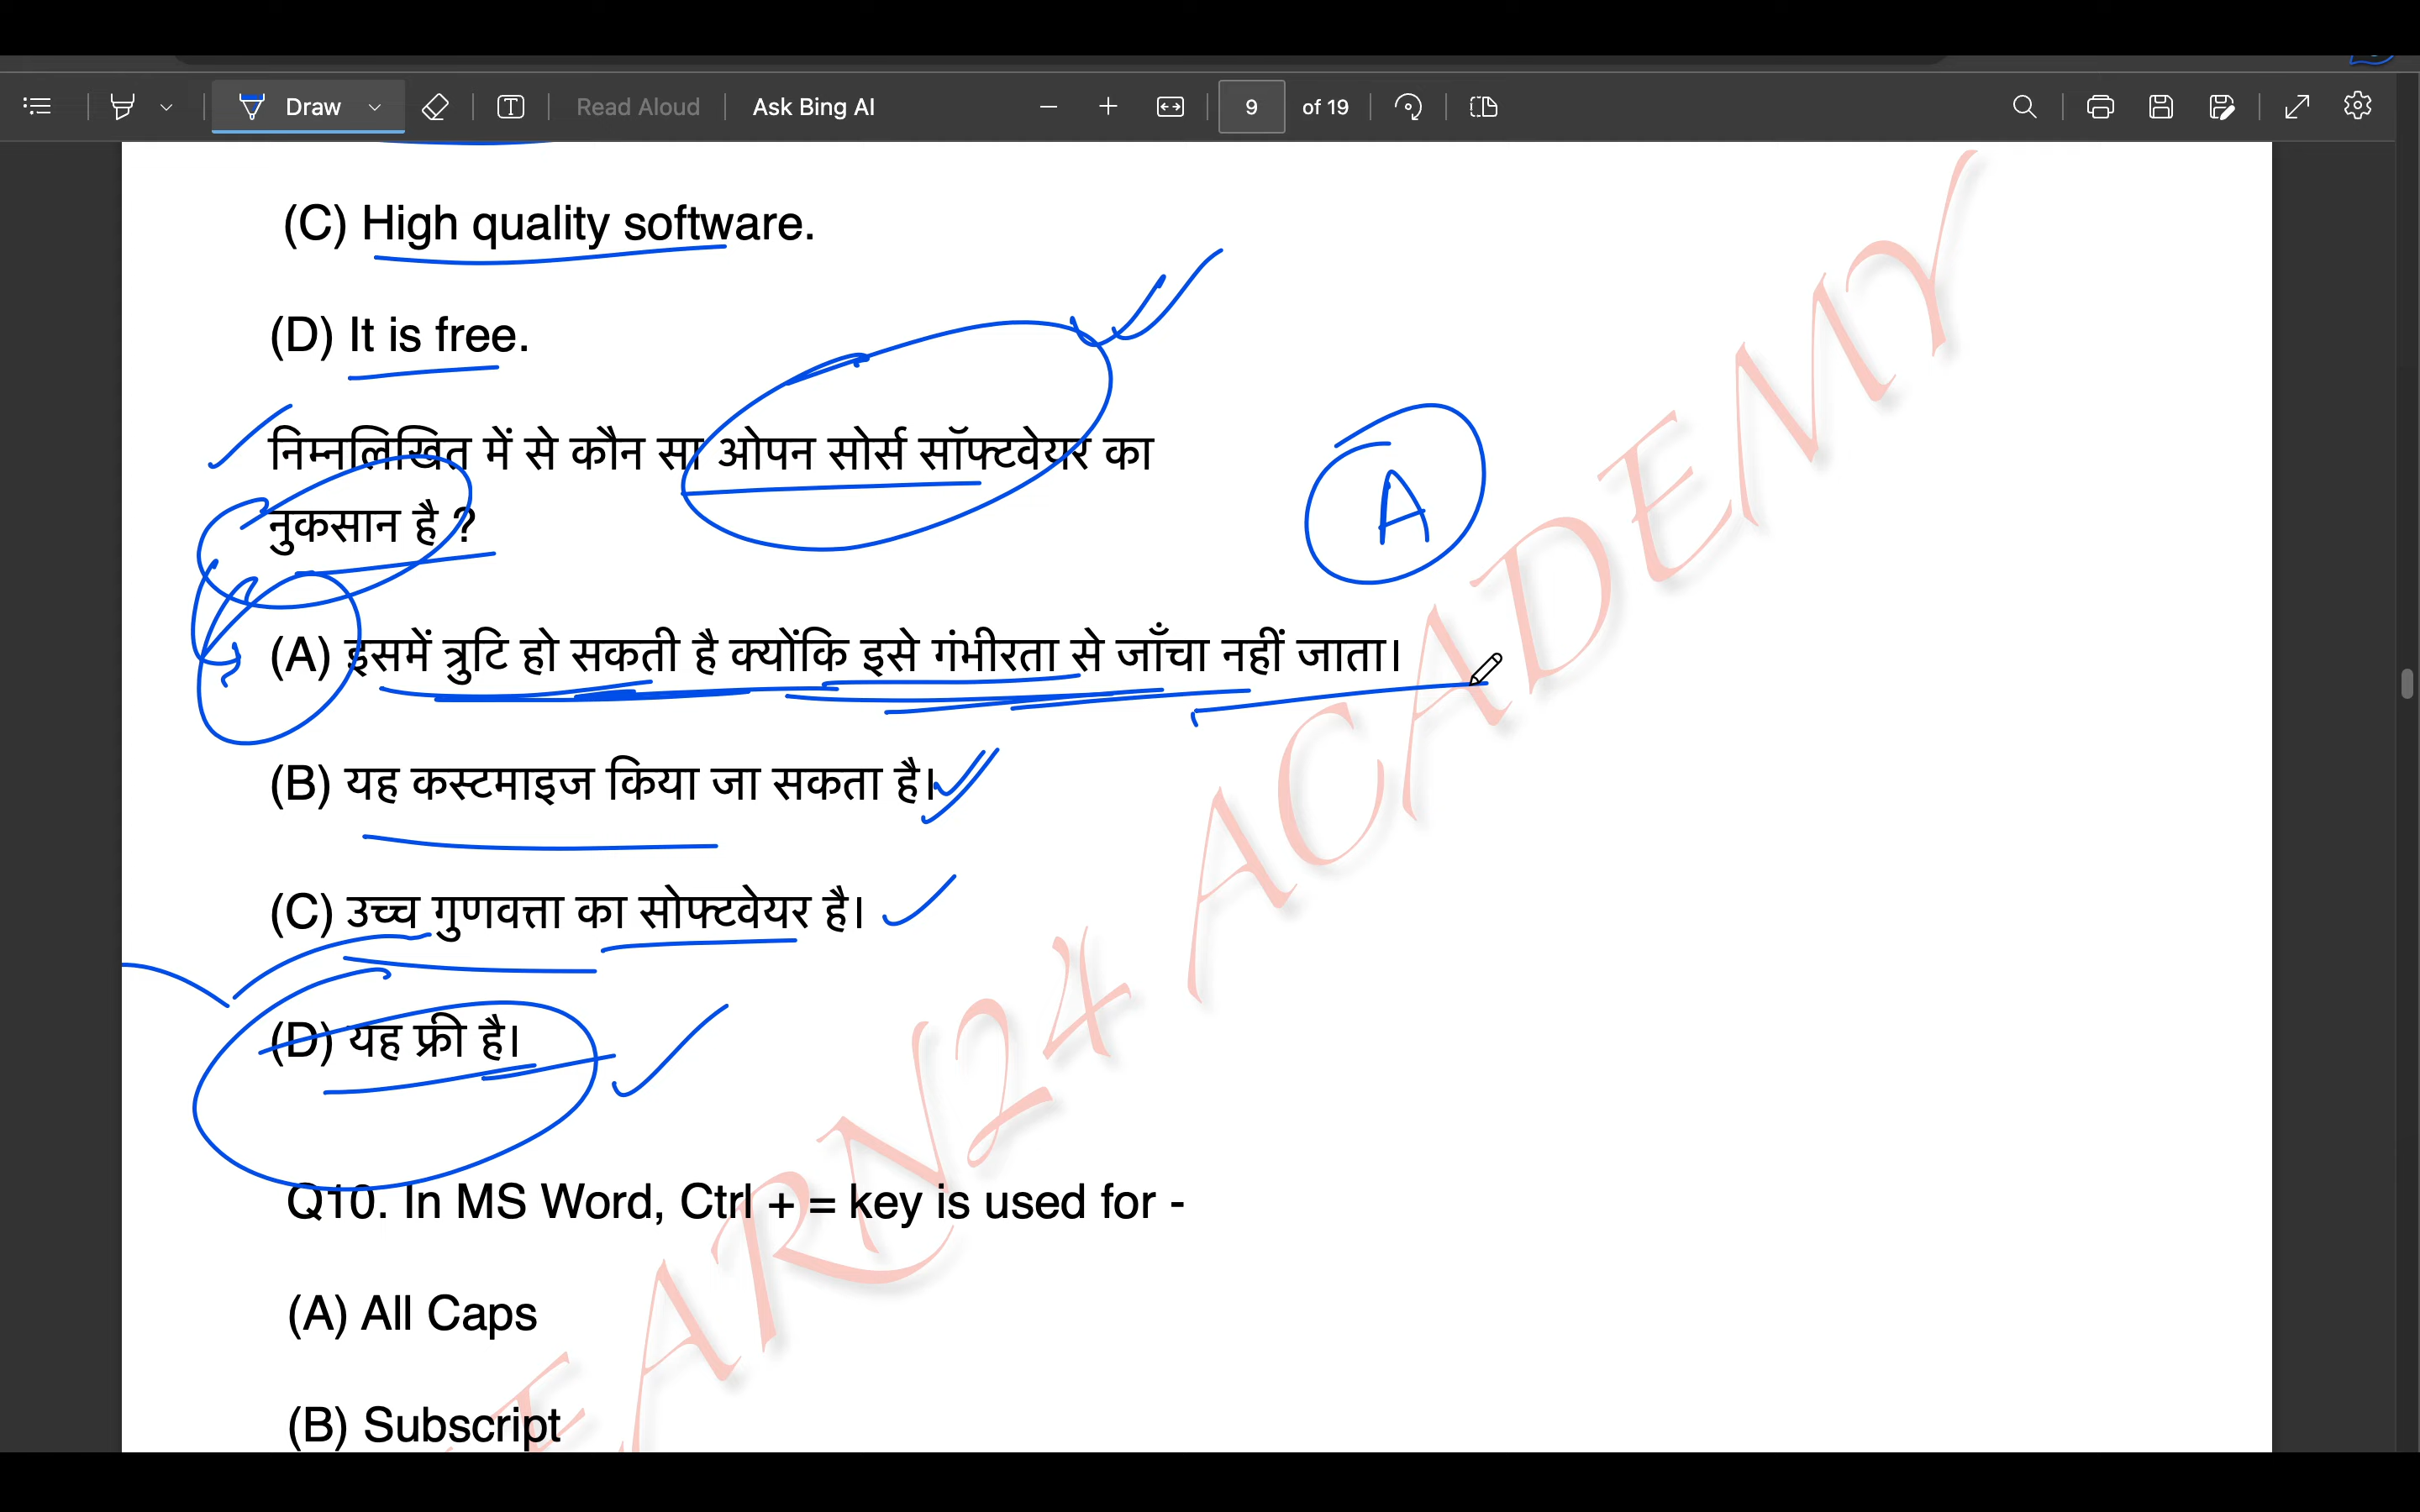 Draw
Read Aloud
Ask Bing AI
9 of 19
(C) High quality software.
(D) It is free.
निम्नलिखित में से कौन सा ओपन सोर्स सॉफ्टवेयर का
नुकसान है ?
A
(A) इसमें त्रुटि हो सकती है क्योंकि इसे गंभीरता से जाँचा नहीं जाता।
(B) यह कस्टमाइज किया जा सकता है।
(C) उच्च गुणवत्ता का सोफ्टवेयर है।
(D) यह फ्री है।
Q10. In MS Word, Ctrl + = key is used for -
(A) All Caps
(B) Subscript
EARN24 ACADEMY